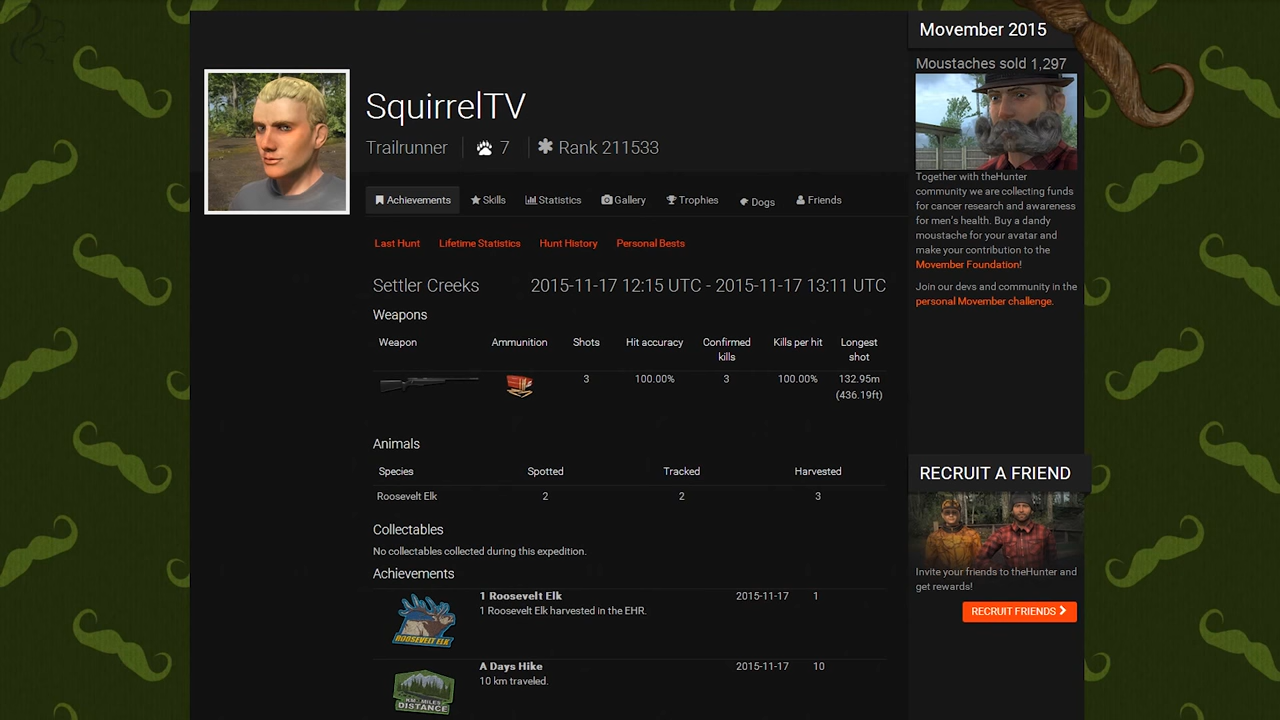 SquirrelTV
Trailrunner 7 Rank 211533
Achievements Skills Statistics Gallery Trophies Dogs Friends
Last Hunt Lifetime Statistics Hunt History Personal Bests
Settler Creeks 2015-11-17 12:15 UTC - 2015-11-17 13:11 UTC
Weapons
Weapon Ammunition Shots Hit accuracy Confirmed kills Kills per hit Longest shot
3 100.00% 3 100.00% 132.95m
(436.19ft)
Animals
Species Spotted Tracked Harvested
Roosevelt Elk 2 2 3
Collectables
No collectables collected during this expedition.
Achievements
ROOSEVELT ELK
1 Roosevelt Elk 2015-11-17 1
1 Roosevelt Elk harvested in the EHR.
KM / MILES
DISTANCE
A Days Hike 2015-11-17 10
10 km traveled.
Movember 2015
Moustaches sold 1,297
Together with theHunter
community we are collecting funds
for cancer research and awareness
for men's health. Buy a dandy
moustache for your avatar and
make your contribution to the
Movember Foundation!
Join our devs and community in the
personal Movember challenge.
RECRUIT A FRIEND
Invite your friends to theHunter and
get rewards!
RECRUIT FRIENDS